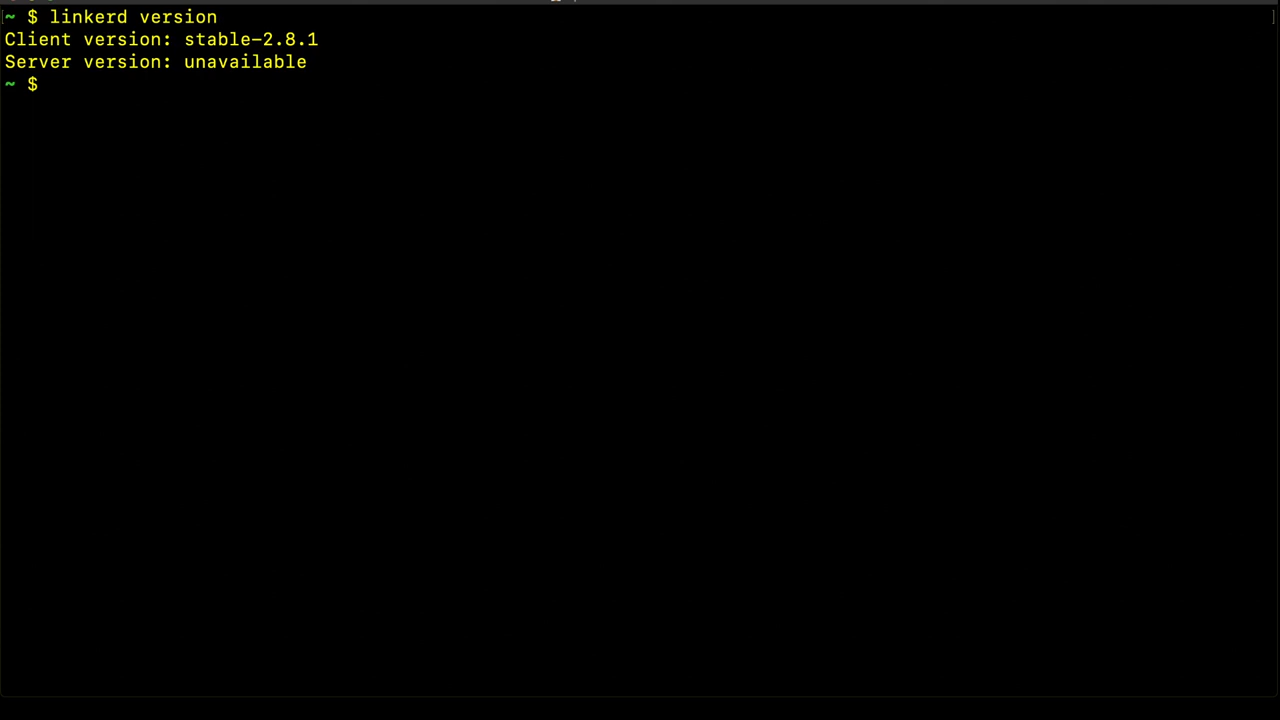 ~ $ linkerd version
Client version: stable-2.8.1
Server version: unavailable
~ $